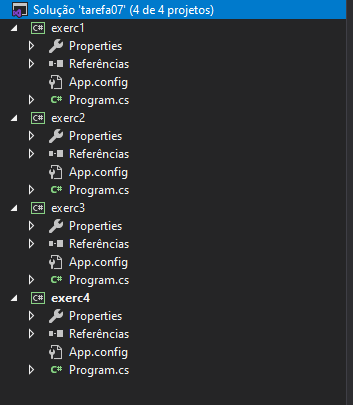 Solução 'tarefa07' (4 de 4 projetos)
C# exerc1
Properties
Referências
App.config
C# Program.cs
C# exerc2
Properties
Referências
App.config
C# Program.cs
C# exerc3
Properties
Referências
App.config
C# Program.cs
C# exerc4
Properties
Referências
App.config
C# Program.cs